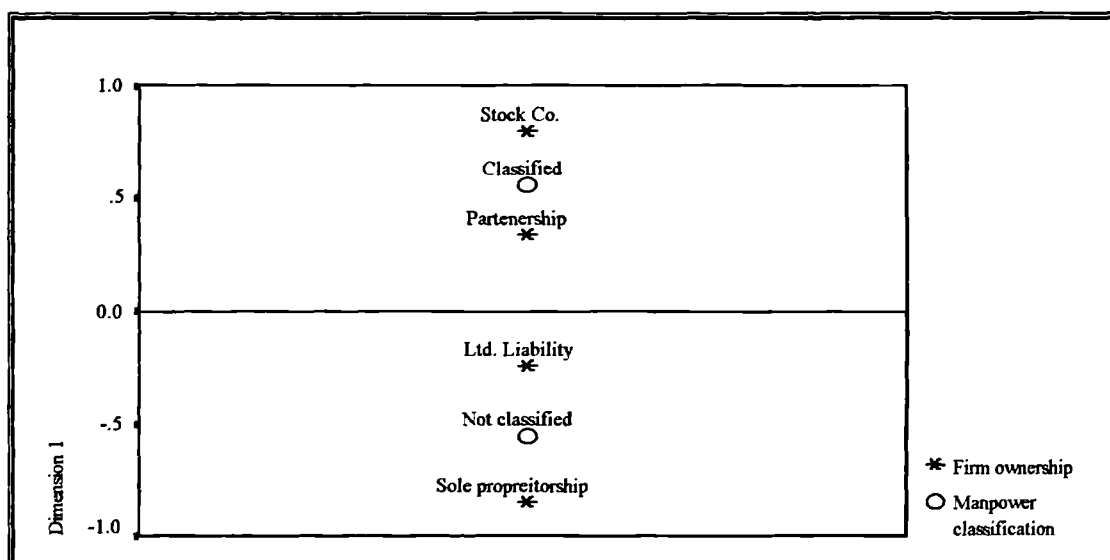 1.0
Stock Co.
Classified
.5
Partenership
0.0
Ltd. Liability
Not classified
-.5
Sole propreitorship
-1.0
Dimension 1
Firm ownership
Manpower
classification